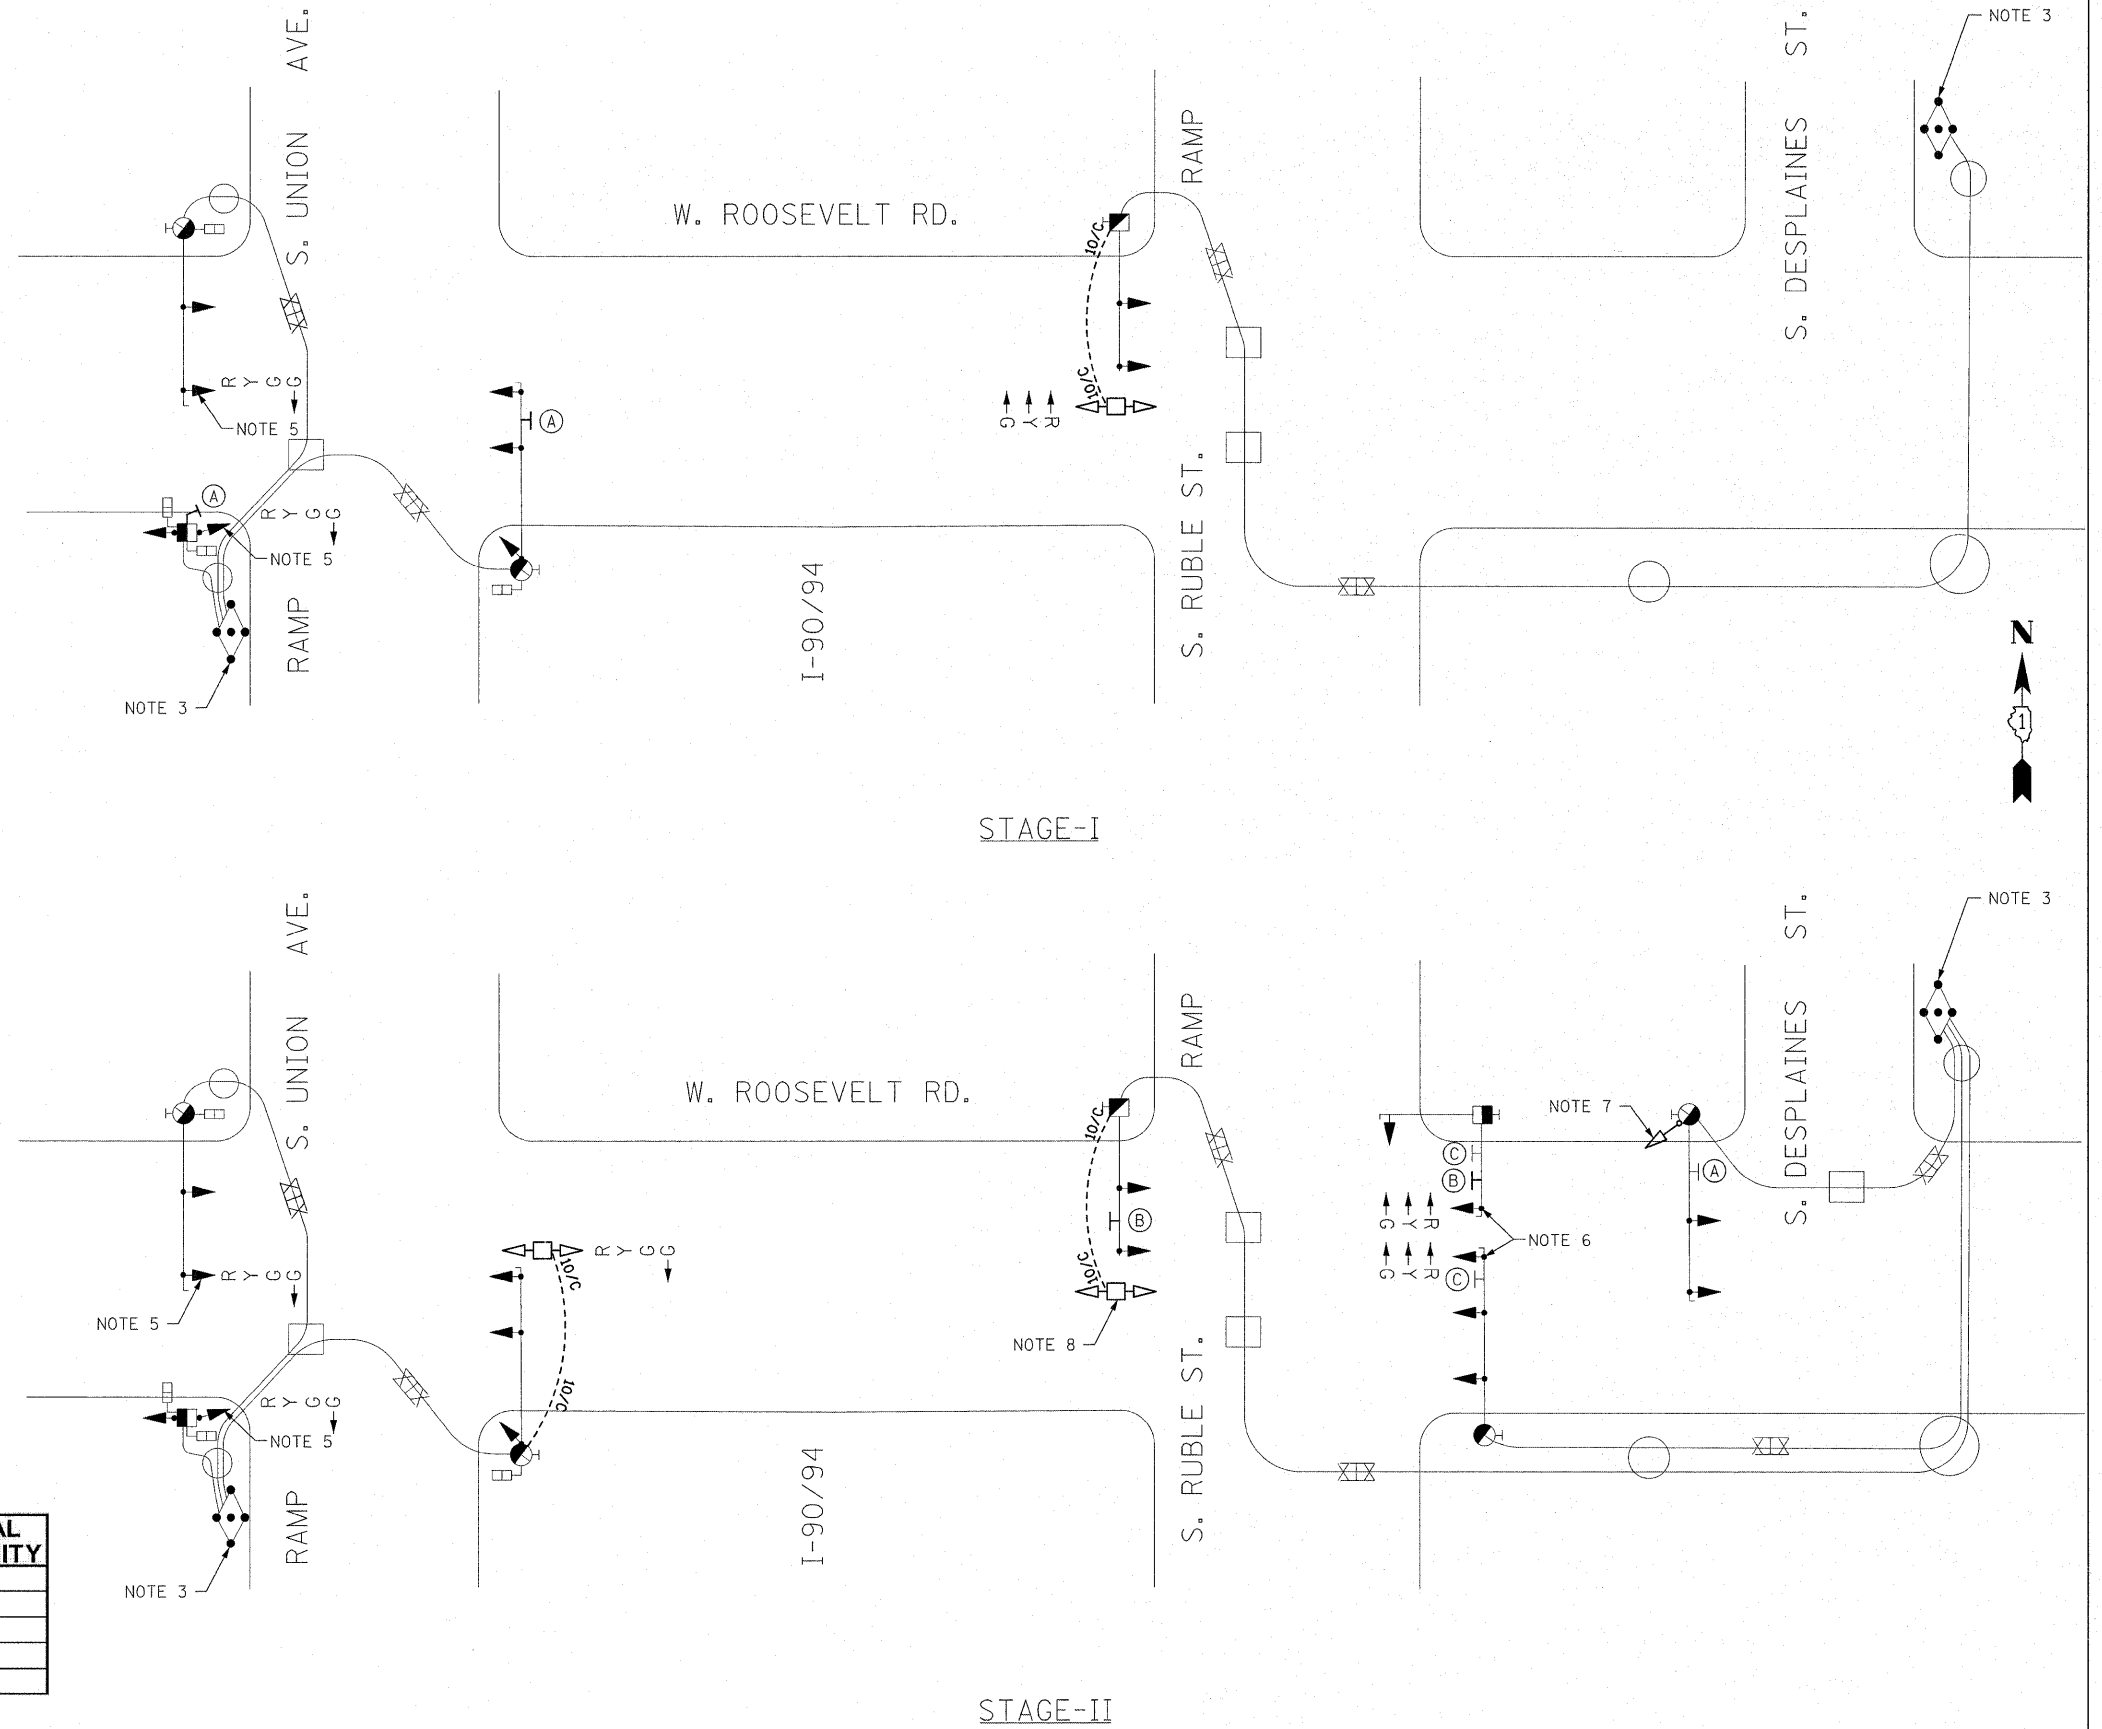 NOTE 3
S. UNION AVE.
W. ROOSEVELT RD.
RAMP
S. DESPLAINES ST.
10/C
10/C
R Y G G
NOTE 5
A
R Y G
A
R Y G G
NOTE 5
S. RUBLE ST.
I-90/94
RAMP
NOTE 3
N
1
STAGE-I
NOTE 3
S. UNION AVE.
W. ROOSEVELT RD.
RAMP
S. DESPLAINES ST.
NOTE 7
10/C
C
B
A
R Y G
R Y G
NOTE 6
C
B
10/C
R Y G G
10/C
R Y G G
NOTE 5
NOTE 8
10/C
R Y G G
NOTE 5
S. RUBLE ST.
I-90/94
RAMP
NOTE 3
AL
ITY
STAGE-II